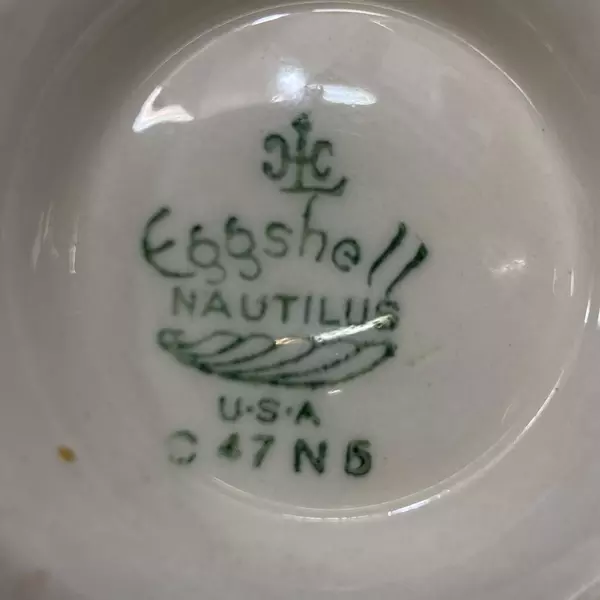 HLC
Eggshell
NAUTILUS
U·S·A
C 47 N 5